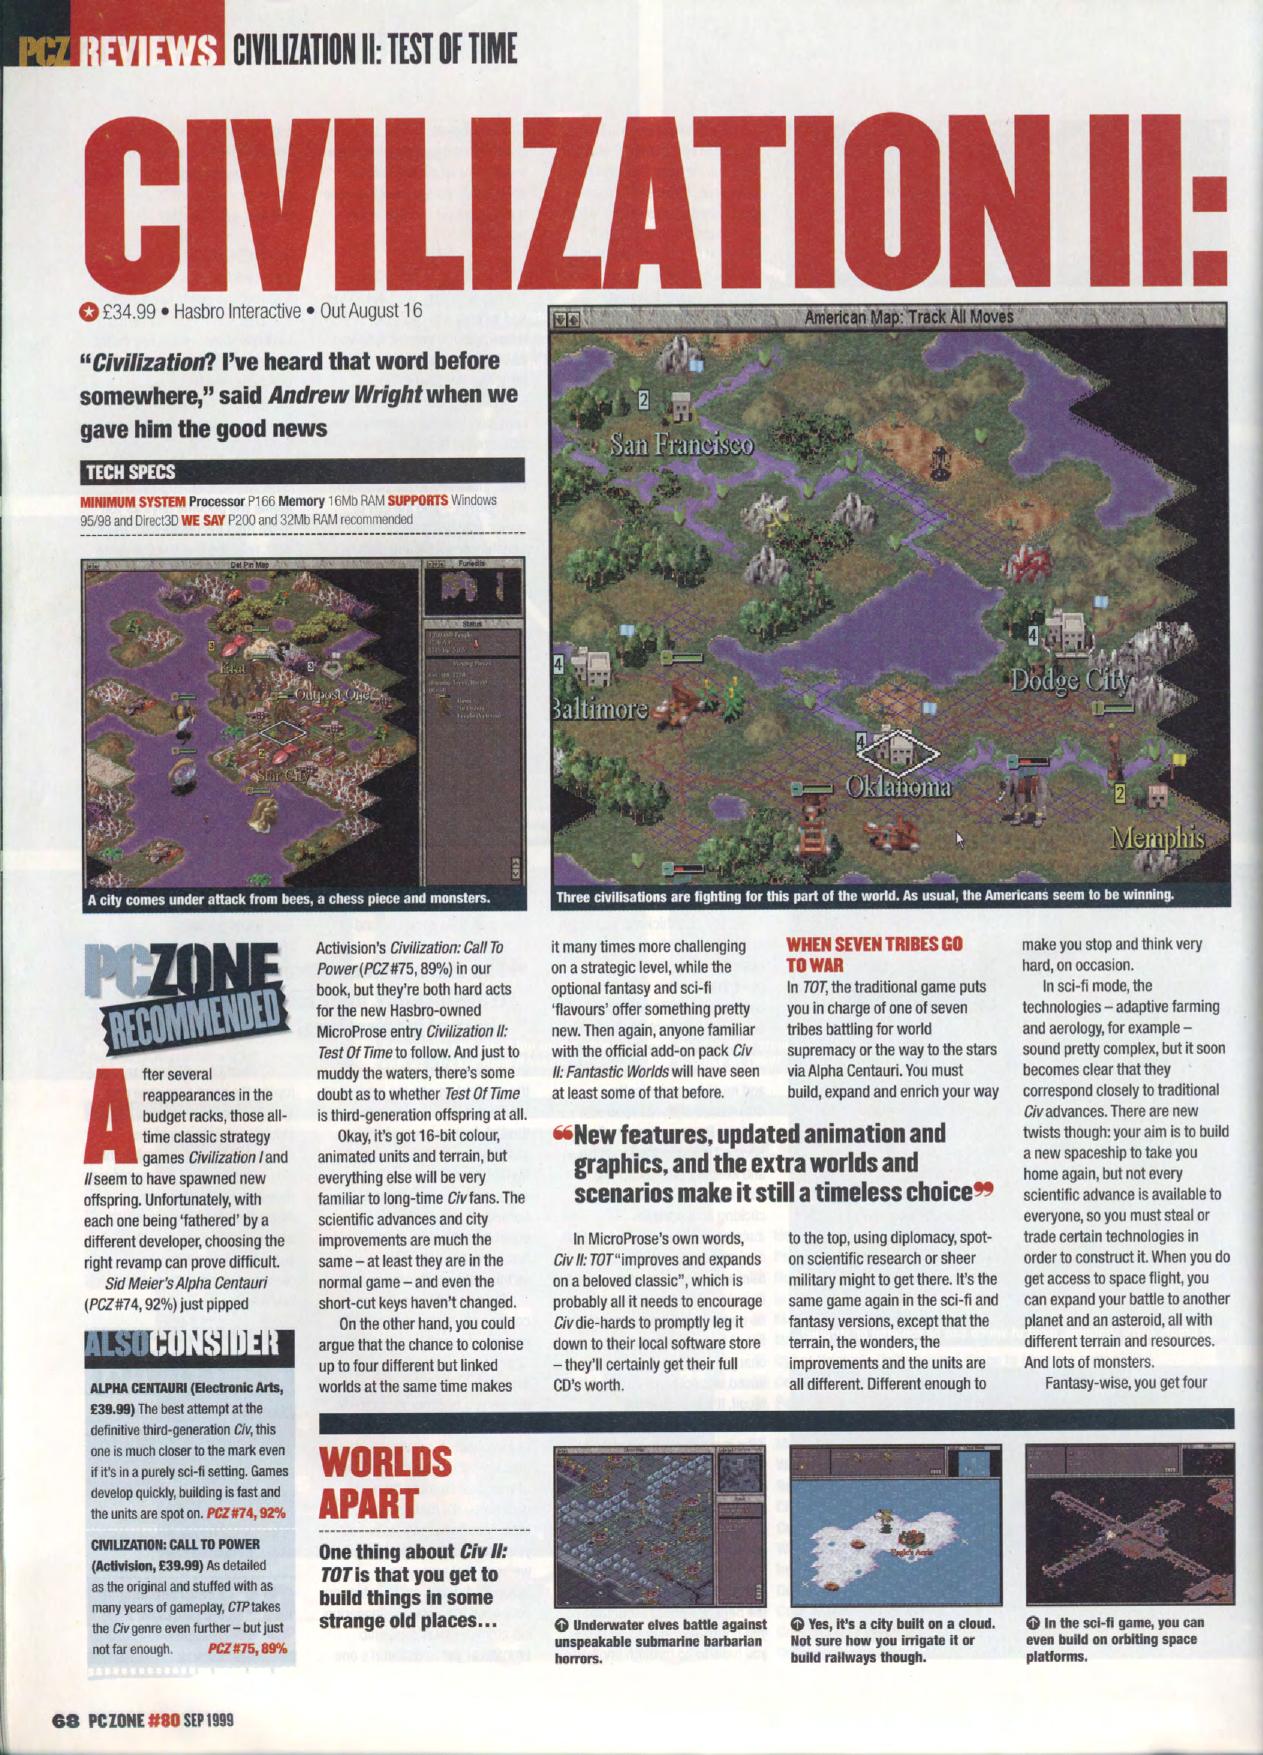 PCZ REVIEWS CIVILIZATION II: TEST OF TIME
CIVILIZATION II:
£34.99 • Hasbro Interactive • Out August 16
“Civilization? I've heard that word before
somewhere,” said Andrew Wright when we
gave him the good news
TECH SPECS
MINIMUM SYSTEM Processor P166 Memory 16Mb RAM SUPPORTS Windows
95/98 and Direct3D WE SAY P200 and 32Mb RAM recommended
Status
Outpost One
Star City
A city comes under attack from bees, a chess piece and monsters.
American Map: Track All Moves
2
San Francisco
4
Baltimore
4
Dodge City
4
Oklahoma
2
Memphis
Three civilisations are fighting for this part of the world. As usual, the Americans seem to be winning.
PCZONE
RECOMMENDED
After several
reappearances in the
budget racks, those all-
time classic strategy
games Civilization I and
II seem to have spawned new
offspring. Unfortunately, with
each one being ‘fathered’ by a
different developer, choosing the
right revamp can prove difficult.
Sid Meier's Alpha Centauri
(PCZ #74, 92%) just pipped
ALSO CONSIDER
ALPHA CENTAURI (Electronic Arts,
£39.99) The best attempt at the
definitive third-generation Civ, this
one is much closer to the mark even
if it's in a purely sci-fi setting. Games
develop quickly, building is fast and
the units are spot on. PCZ #74, 92%
CIVILIZATION: CALL TO POWER
(Activision, £39.99) As detailed
as the original and stuffed with as
many years of gameplay, CTP takes
the Civ genre even further – but just
not far enough. PCZ #75, 89%
Activision's Civilization: Call To
Power (PCZ #75, 89%) in our
book, but they're both hard acts
for the new Hasbro-owned
MicroProse entry Civilization II:
Test Of Time to follow. And just to
muddy the waters, there's some
doubt as to whether Test Of Time
is third-generation offspring at all.
Okay, it's got 16-bit colour,
animated units and terrain, but
everything else will be very
familiar to long-time Civ fans. The
scientific advances and city
improvements are much the
same – at least they are in the
normal game – and even the
short-cut keys haven't changed.
On the other hand, you could
argue that the chance to colonise
up to four different but linked
worlds at the same time makes
it many times more challenging
on a strategic level, while the
optional fantasy and sci-fi
‘flavours’ offer something pretty
new. Then again, anyone familiar
with the official add-on pack Civ
II: Fantastic Worlds will have seen
at least some of that before.
“New features, updated animation and
graphics, and the extra worlds and
scenarios make it still a timeless choice”
In MicroProse's own words,
Civ II: TOT “improves and expands
on a beloved classic”, which is
probably all it needs to encourage
Civ die-hards to promptly leg it
down to their local software store
– they'll certainly get their full
CD's worth.
WHEN SEVEN TRIBES GO
TO WAR
In TOT, the traditional game puts
you in charge of one of seven
tribes battling for world
supremacy or the way to the stars
via Alpha Centauri. You must
build, expand and enrich your way
to the top, using diplomacy, spot-
on scientific research or sheer
military might to get there. It's the
same game again in the sci-fi and
fantasy versions, except that the
terrain, the wonders, the
improvements and the units are
all different. Different enough to
make you stop and think very
hard, on occasion.
In sci-fi mode, the
technologies – adaptive farming
and aerology, for example –
sound pretty complex, but it soon
becomes clear that they
correspond closely to traditional
Civ advances. There are new
twists though: your aim is to build
a new spaceship to take you
home again, but not every
scientific advance is available to
everyone, so you must steal or
trade certain technologies in
order to construct it. When you do
get access to space flight, you
can expand your battle to another
planet and an asteroid, all with
different terrain and resources.
And lots of monsters.
Fantasy-wise, you get four
WORLDS
APART
One thing about Civ II:
TOT is that you get to
build things in some
strange old places...
Underwater elves battle against
unspeakable submarine barbarian
horrors.
Yes, it's a city built on a cloud.
Not sure how you irrigate it or
build railways though.
In the sci-fi game, you can
even build on orbiting space
platforms.
68 PC ZONE #80 SEP 1999